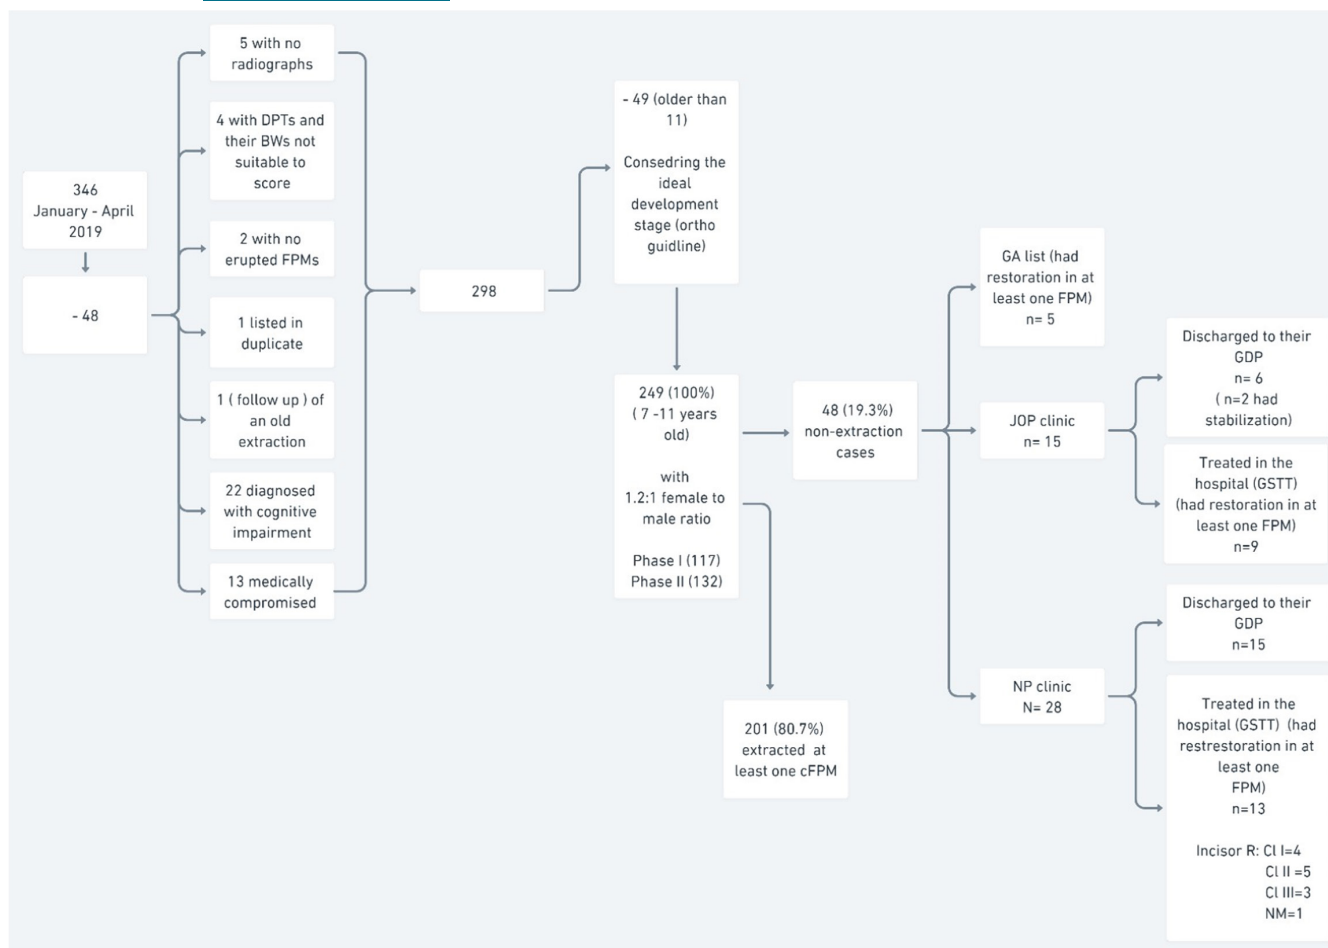 346
January - April
2019
- 48
5 with no
radiographs
4 with DPTs and
their BWs not
suitable to
score
2 with no
erupted FPMs
1 listed in
duplicate
1 ( follow up ) of
an old
extraction
22 diagnosed
with cognitive
impairment
13 medically
compromised
298
- 49 (older than
11)
Consedring the
ideal
development
stage (ortho
guidline)
249 (100%)
( 7 -11 years
old)
with
1.2:1 female to
male ratio
Phase I (117)
Phase II (132)
201 (80.7%)
extracted at
least one cFPM
48 (19.3%)
non-extraction
cases
GA list (had
restoration in at
least one FPM)
n= 5
JOP clinic
n= 15
Discharged to their
GDP
n= 6
( n=2 had
stabilization)
Treated in the
hospital (GSTT)
(had restoration in at
least one FPM)
n=9
NP clinic
N= 28
Discharged to their
GDP
n=15
Treated in the
hospital (GSTT) (had
restrestoration in at
least one
FPM)
n=13
Incisor R: Cl I=4
Cl II =5
Cl III=3
NM=1